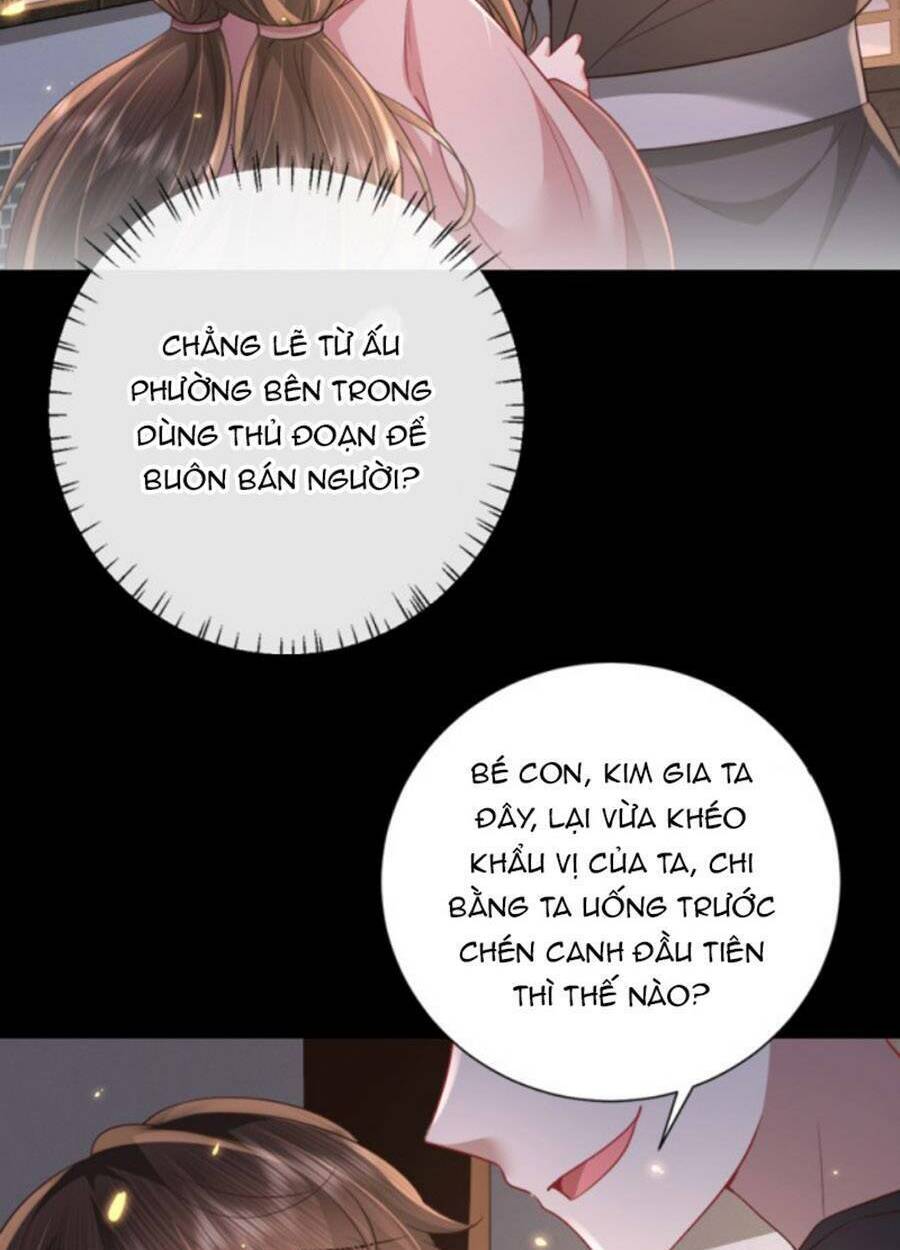 CHẲNG LẼ TỪ ẤU
PHƯỜNG BÊN TRONG
DÙNG THỦ ĐOẠN ĐỂ
BUÔN BÁN NGƯỜI?
BÉ CON, KIM GIA TA
ĐÂY, LẠI VỪA KHÉO
KHẨU VỊ CỦA TA, CHI
BẰNG TA UỐNG TRƯỚC
CHÉN CANH ĐẦU TIÊN
THÌ THẾ NÀO?